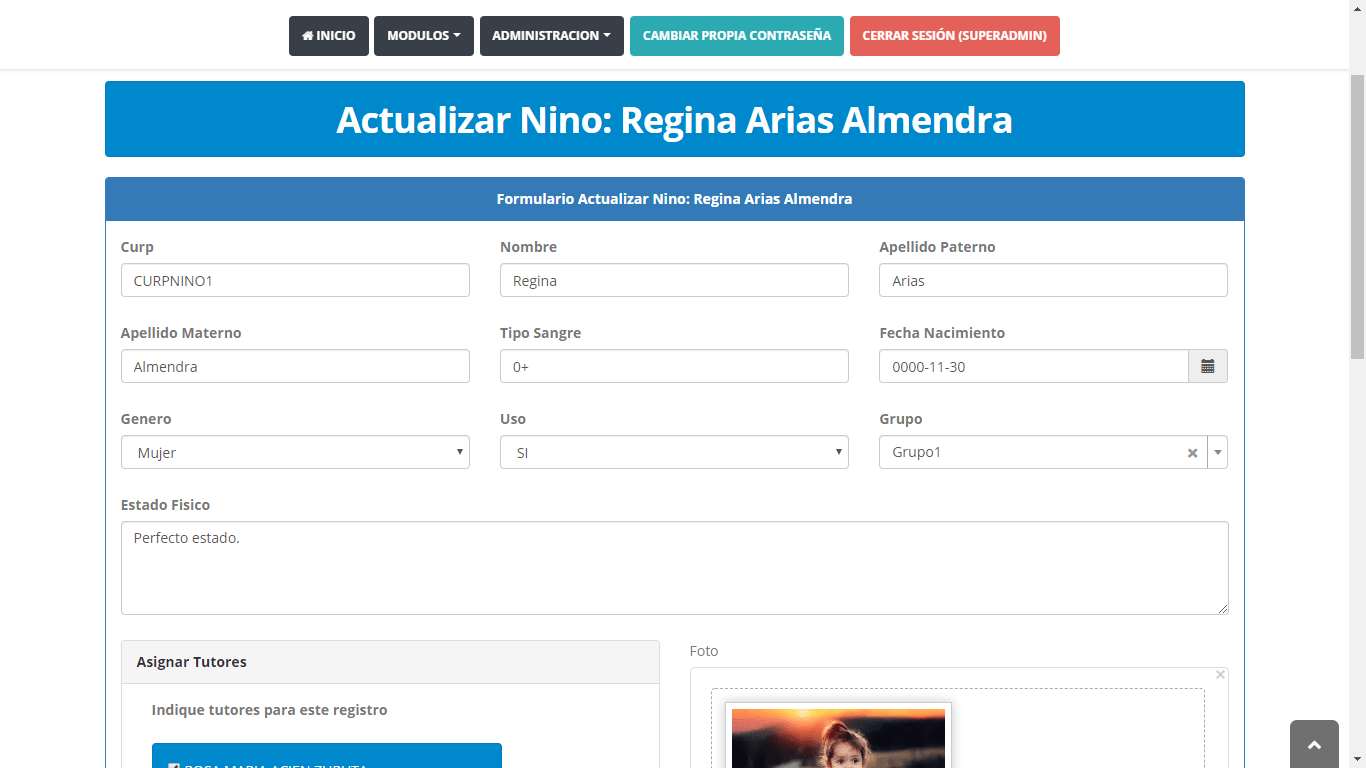 INICIO MODULOS ADMINISTRACION CAMBIAR PROPIA CONTRASEÑA CERRAR SESIÓN (SUPERADMIN)
Actualizar Nino: Regina Arias Almendra
Formulario Actualizar Nino: Regina Arias Almendra
Curp Nombre Apellido Paterno
CURPNINO1 Regina Arias
Apellido Materno Tipo Sangre Fecha Nacimiento
Almendra 0+ 0000-11-30
Genero Uso Grupo
Mujer SI Grupo1
Estado Fisico
Perfecto estado.
Asignar Tutores Foto
Indique tutores para este registro